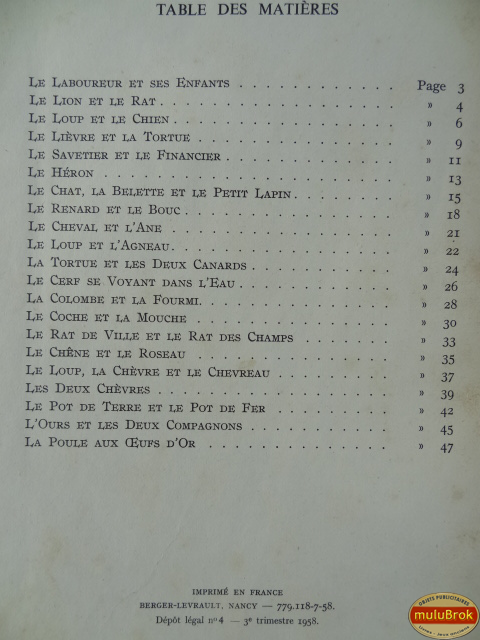 TABLE DES MATIÈRES
LE LABOUREUR ET SES ENFANTS . . . . . . . . . . Page 3
LE LION ET LE RAT . . . . . . . . . . . . . . » 4
LE LOUP ET LE CHIEN . . . . . . . . . . . . . » 6
LE LIÈVRE ET LA TORTUE . . . . . . . . . . . . » 9
LE SAVETIER ET LE FINANCIER . . . . . . . . . . » 11
LE HÉRON . . . . . . . . . . . . . . . . . . » 13
LE CHAT, LA BELETTE ET LE PETIT LAPIN . . . . . . » 15
LE RENARD ET LE BOUC . . . . . . . . . . . . . » 18
LE CHEVAL ET L'ANE . . . . . . . . . . . . . . » 21
LE LOUP ET L'AGNEAU . . . . . . . . . . . . . » 22
LA TORTUE ET LES DEUX CANARDS . . . . . . . . . » 24
LE CERF SE VOYANT DANS L'EAU . . . . . . . . . . » 26
LA COLOMBE ET LA FOURMI . . . . . . . . . . . . » 28
LE COCHE ET LA MOUCHE . . . . . . . . . . . . » 30
LE RAT DE VILLE ET LE RAT DES CHAMPS . . . . . . » 33
LE CHÊNE ET LE ROSEAU . . . . . . . . . . . . » 35
LE LOUP, LA CHÈVRE ET LE CHEVREAU . . . . . . . . » 37
LES DEUX CHÈVRES . . . . . . . . . . . . . . . » 39
LE POT DE TERRE ET LE POT DE FER . . . . . . . . » 42
L'OURS ET LES DEUX COMPAGNONS . . . . . . . . . » 45
LA POULE AUX ŒUFS D'OR . . . . . . . . . . . . » 47
IMPRIMÉ EN FRANCE
BERGER-LEVRAULT, NANCY — 779.118-7-58.
Dépôt légal nº 4 — 3e trimestre 1958.
OBJETS PUBLICITAIRES
muluBrok